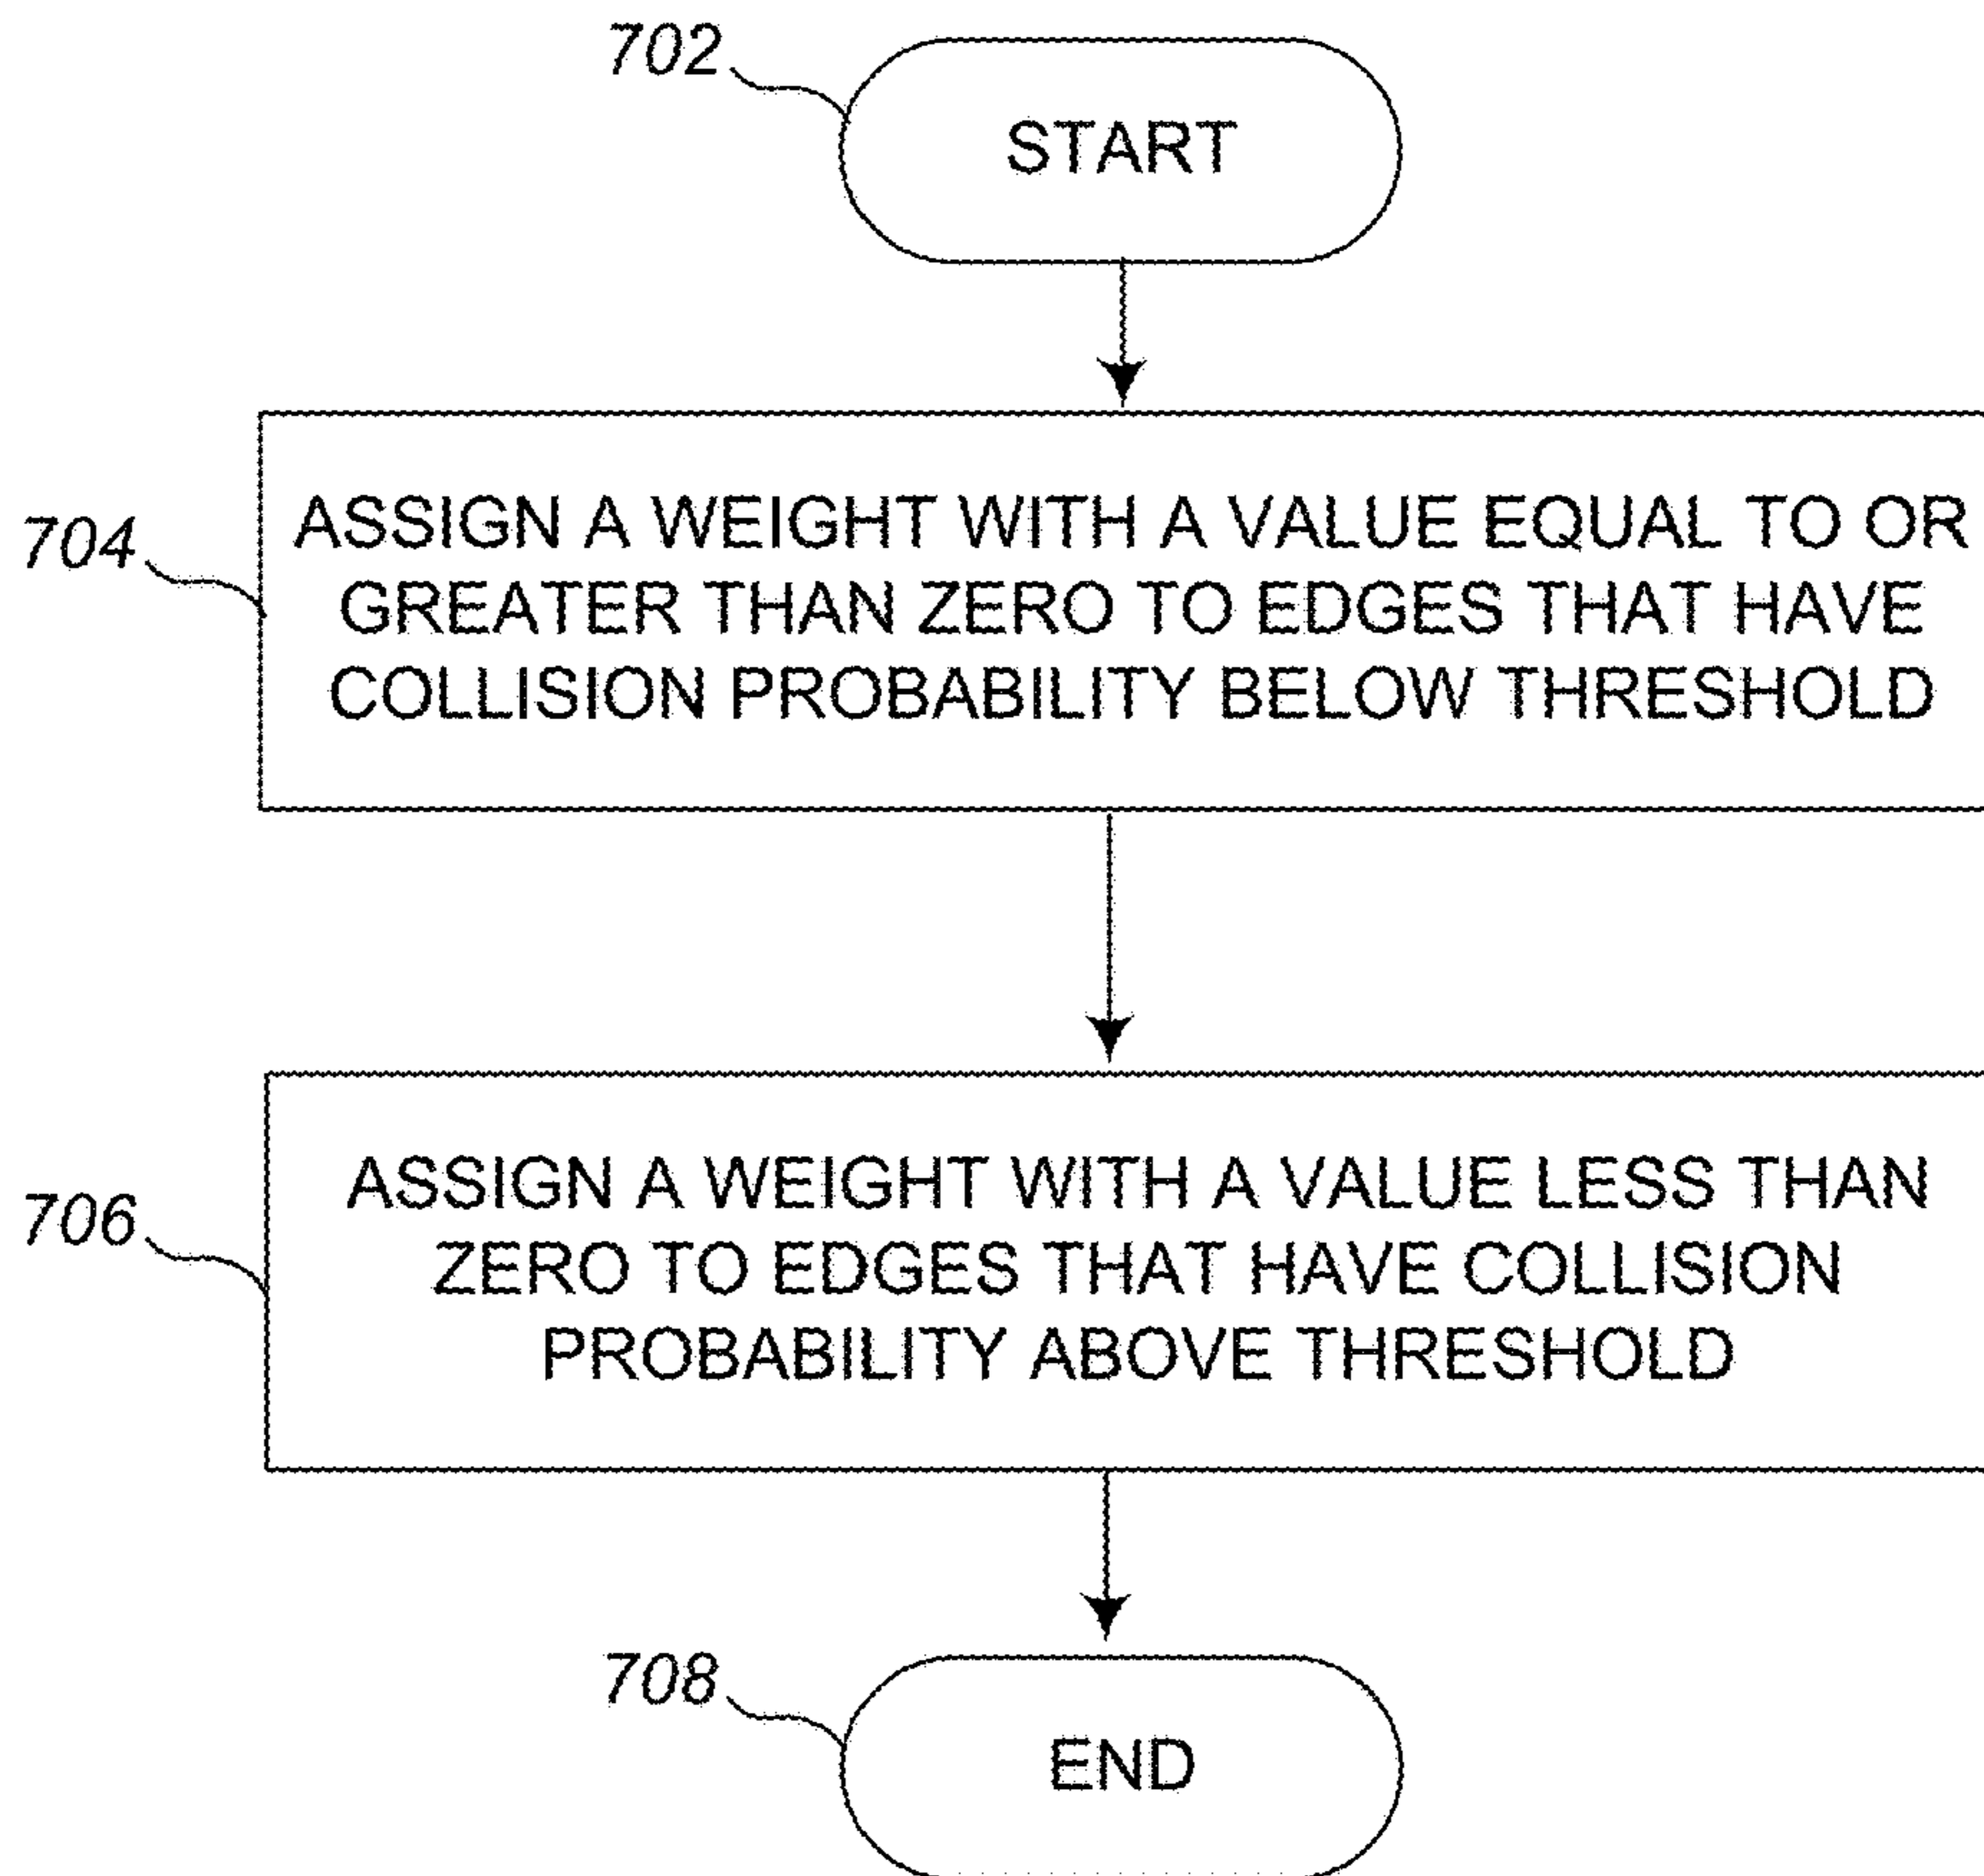 702
START
704
ASSIGN A WEIGHT WITH A VALUE EQUAL TO OR
GREATER THAN ZERO TO EDGES THAT HAVE
COLLISION PROBABILITY BELOW THRESHOLD
706
ASSIGN A WEIGHT WITH A VALUE LESS THAN
ZERO TO EDGES THAT HAVE COLLISION
PROBABILITY ABOVE THRESHOLD
708
END